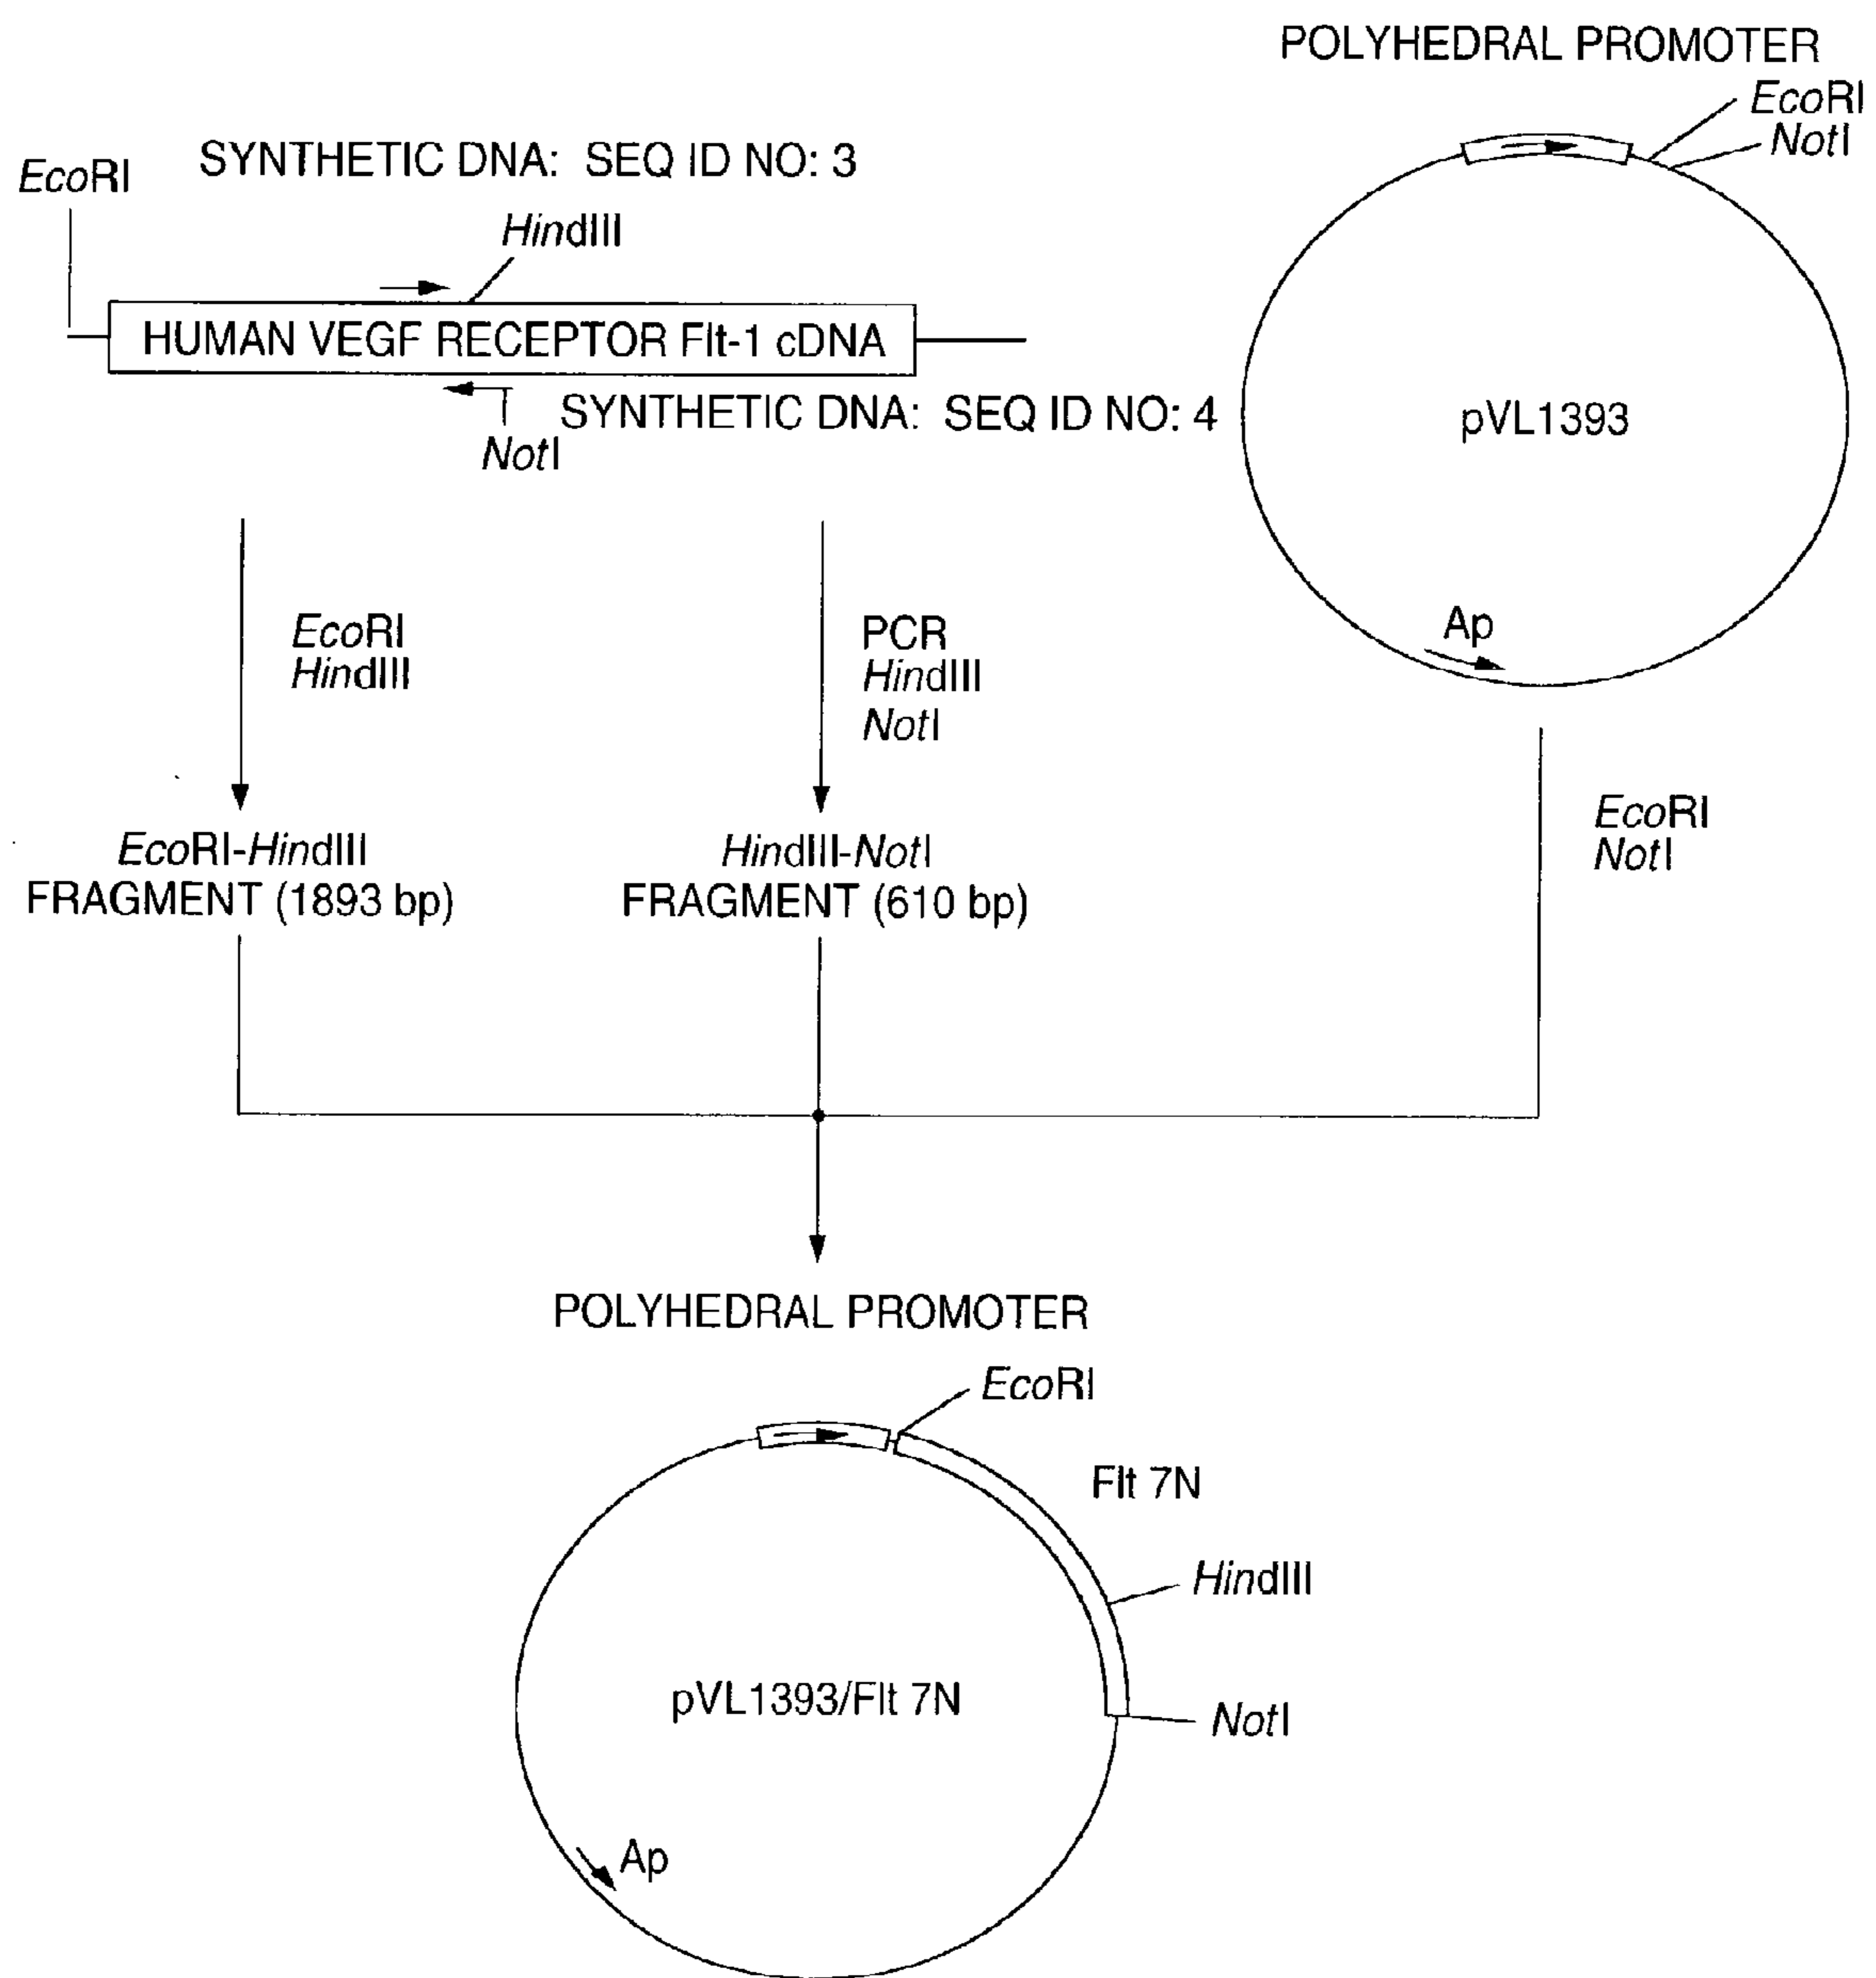 POLYHEDRAL PROMOTER
EcoRI
NotI
SYNTHETIC DNA: SEQ ID NO: 3
EcoRI
HindIII
HUMAN VEGF RECEPTOR Flt-1 cDNA
SYNTHETIC DNA: SEQ ID NO: 4
NotI
pVL1393
Ap
EcoRI
HindIII
PCR
HindIII
NotI
EcoRI
NotI
EcoRI-HindIII
FRAGMENT (1893 bp)
HindIII-NotI
FRAGMENT (610 bp)
POLYHEDRAL PROMOTER
EcoRI
Flt 7N
HindIII
pVL1393/Flt 7N
NotI
Ap